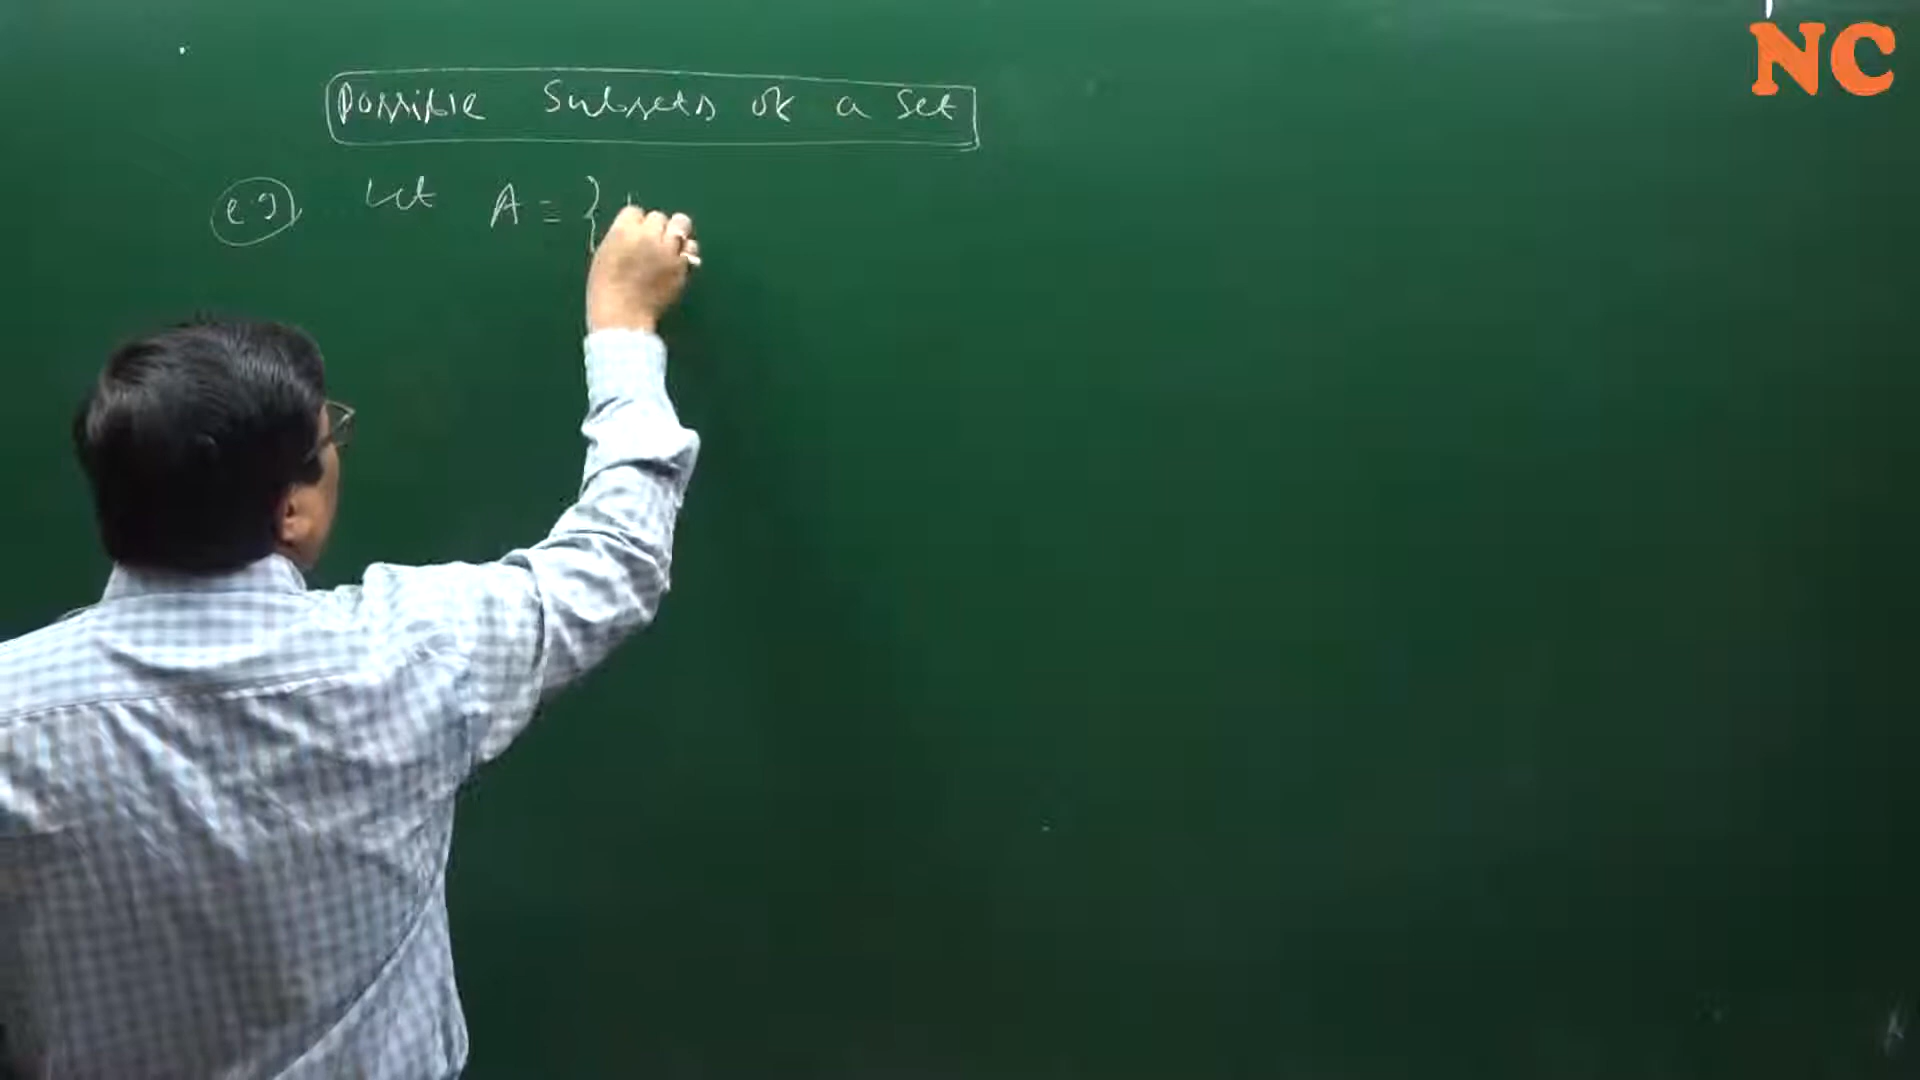 NC
Possible Subsets of a Set
e.g. Let A = {